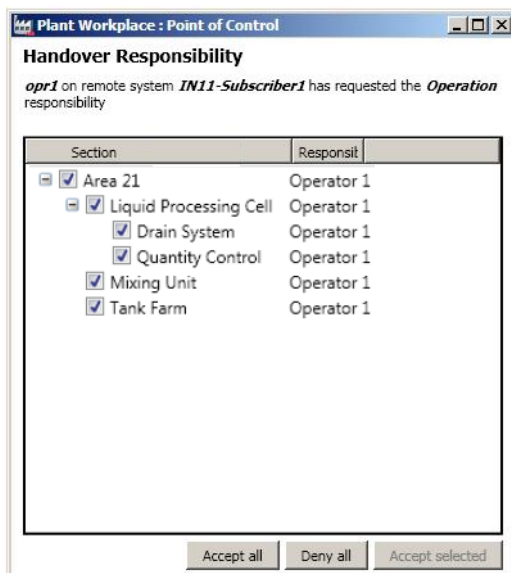 Plant Workplace : Point of Control
Handover Responsibility
opr1 on remote system IN11-Subscriber1 has requested the Operation
responsibility
Section Responsit
Area 21 Operator 1
Liquid Processing Cell Operator 1
Drain System Operator 1
Quantity Control Operator 1
Mixing Unit Operator 1
Tank Farm Operator 1
Accept all Deny all Accept selected